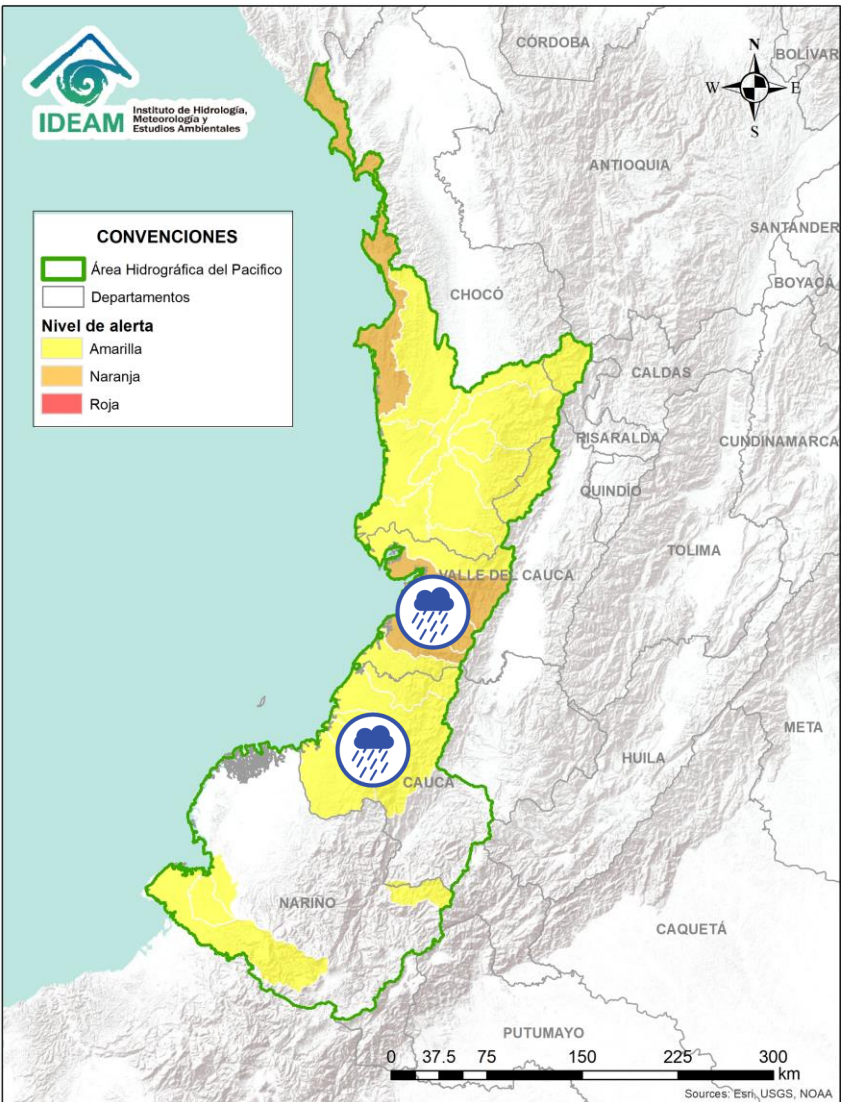 IDEAM
Instituto de Hidrología,
Meteorología y
Estudios Ambientales
CÓRDOBA
BOLÍVAR
N
W
E
S
ANTIOQUIA
SANTANDER
BOYACÁ
CONVENCIONES
Área Hidrográfica del Pacifico
Departamentos
Nivel de alerta
Amarilla
Naranja
Roja
CHOCÓ
CALDAS
RISARALDA
CUNDINAMARCA
QUINDÍO
TOLIMA
VALLE DEL CAUCA
META
HUILA
CAUCA
NARIÑO
CAQUETÁ
PUTUMAYO
0 37.5 75 150 225 300
km
Sources: Esri, USGS, NOAA